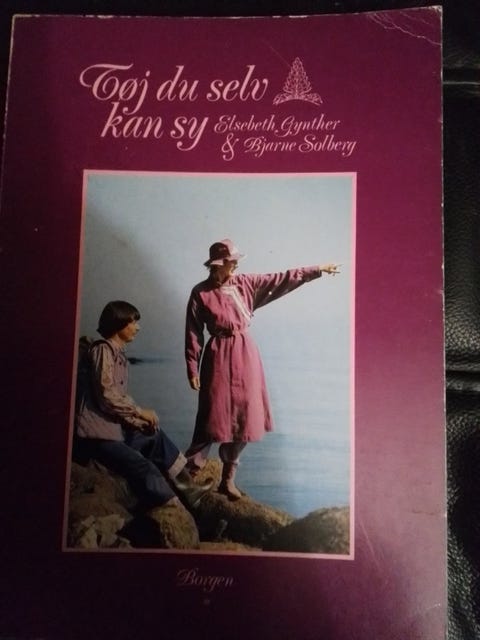 Tøj du selv
kan sy
Elsebeth Gynther
& Bjarne Solberg
Borgen